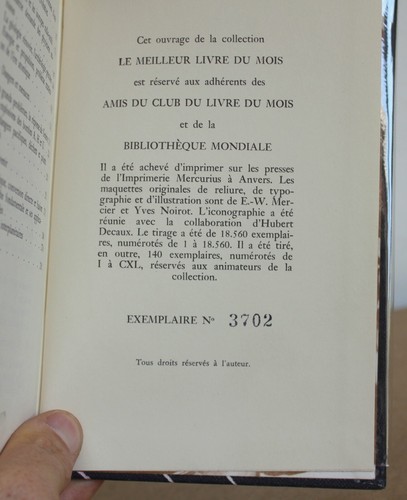 Cet ouvrage de la collection
LE MEILLEUR LIVRE DU MOIS
est réservé aux adhérents des
AMIS DU CLUB DU LIVRE DU MOIS
et de la
BIBLIOTHÈQUE MONDIALE
Il a été achevé d'imprimer sur les presses
de l'Imprimerie Mercurius à Anvers. Les
maquettes originales de reliure, de typo-
graphie et d'illustration sont de E.-W. Mer-
cier et Yves Noirot. L'iconographie a été
réunie avec la collaboration d'Hubert
Decaux. Le tirage a été de 18.560 exemplai-
res, numérotés de 1 à 18.560. Il a été tiré,
en outre, 140 exemplaires, numérotés de
I à CXL, réservés aux animateurs de la
collection.
EXEMPLAIRE Nº 3702
Tous droits réservés à l'auteur.